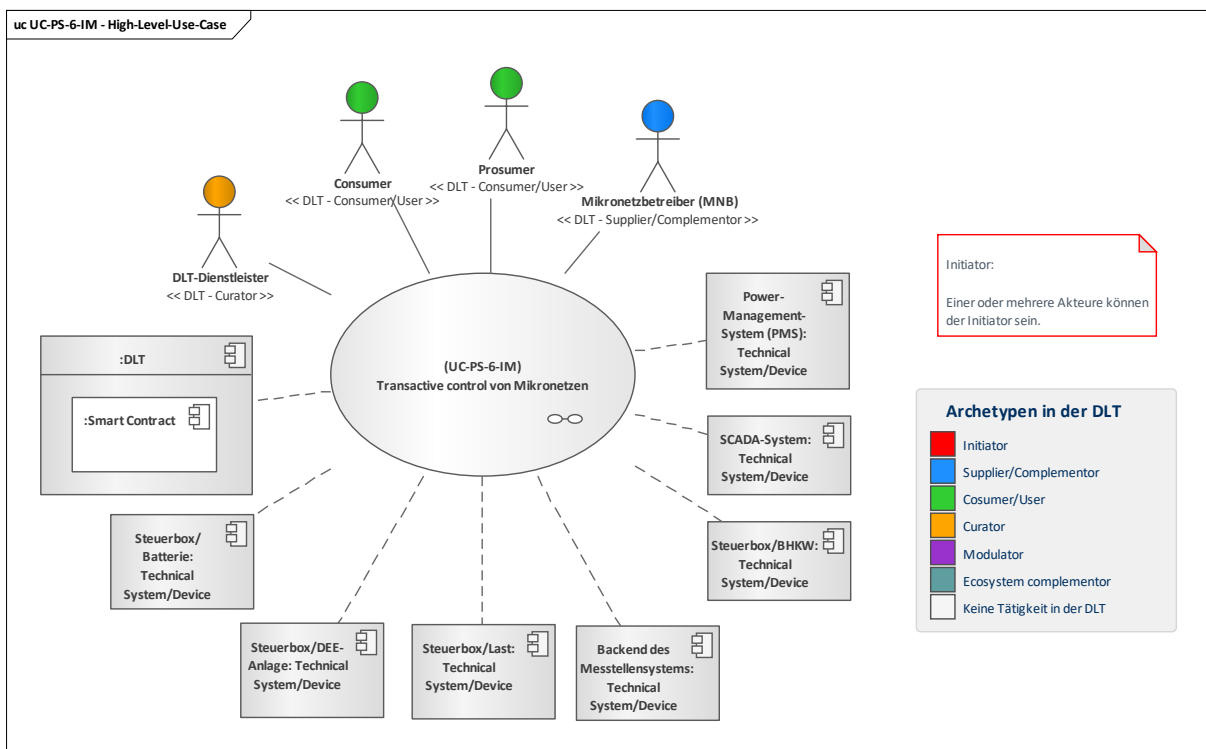 uc UC-PS-6-IM - High-Level-Use-Case
Consumer
<< DLT - Consumer/User >>
Prosumer
<< DLT - Consumer/User >>
Mikronetzbetreiber (MNB)
<< DLT - Supplier/Complementor >>
DLT-Dienstleister
<< DLT - Curator >>
Initiator:
Einer oder mehrere Akteure können
der Initiator sein.
Power-
Management-
System (PMS):
Technical
System/Device
:DLT
:Smart Contract
(UC-PS-6-IM)
Transactive control von Mikronetzen
SCADA-System:
Technical
System/Device
Steuerbox/
Batterie:
Technical
System/Device
Steuerbox/BHKW:
Technical
System/Device
Steuerbox/DEE-
Anlage: Technical
System/Device
Steuerbox/Last:
Technical
System/Device
Backend des
Messtellensystems:
Technical
System/Device
Archetypen in der DLT
Initiator
Supplier/Complementor
Cosumer/User
Curator
Modulator
Ecosystem complementor
Keine Tätigkeit in der DLT